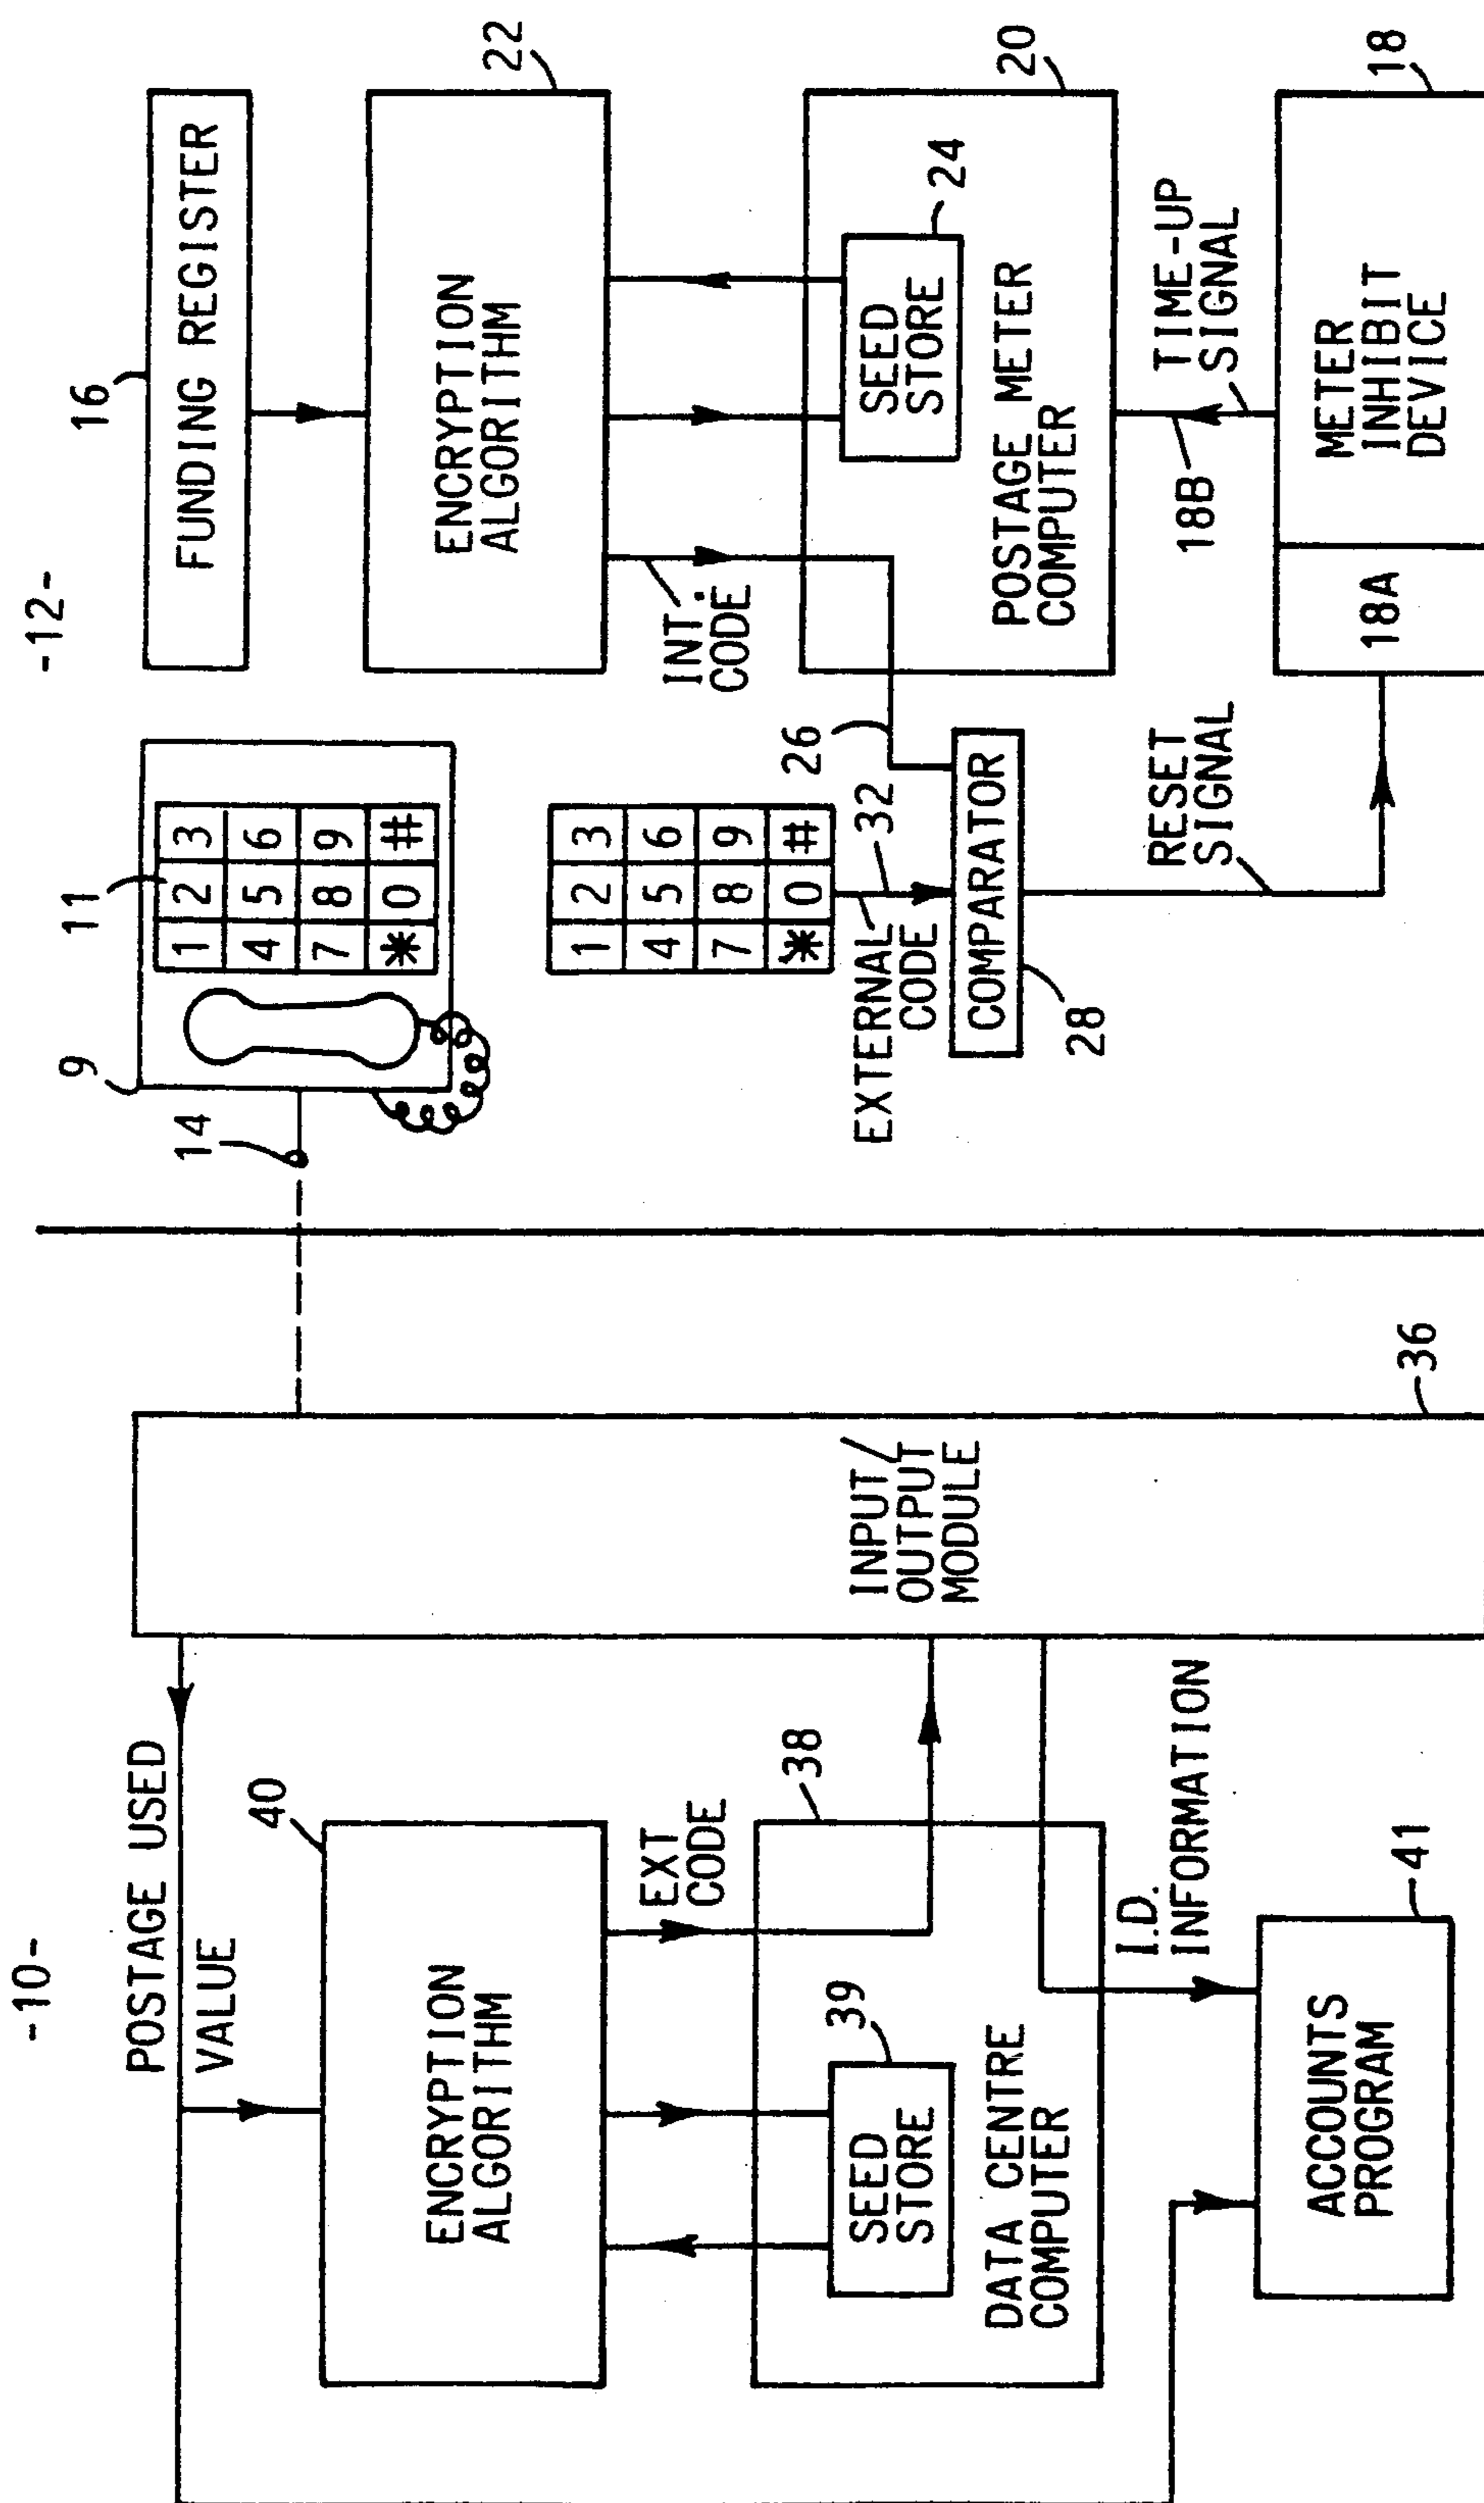 -10-
POSTAGE USED
VALUE
40
ENCRYPTION
ALGORITHM
EXT
CODE
38
39
SEED
STORE
DATA CENTRE
COMPUTER
I.D.
INFORMATION
41
ACCOUNTS
PROGRAM
INPUT/
OUTPUT
MODULE
36
-12-
9
11
14
1 2 3
4 5 6
7 8 9
* 0 #
1 2 3
4 5 6
7 8 9
* 0 #
EXTERNAL
CODE
32
26
COMPARATOR
28
RESET
SIGNAL
16
FUNDING REGISTER
22
ENCRYPTION
ALGORITHM
INT.
CODE
20
24
SEED
STORE
POSTAGE METER
COMPUTER
18B
TIME-UP
SIGNAL
18
18A
METER
INHIBIT
DEVICE